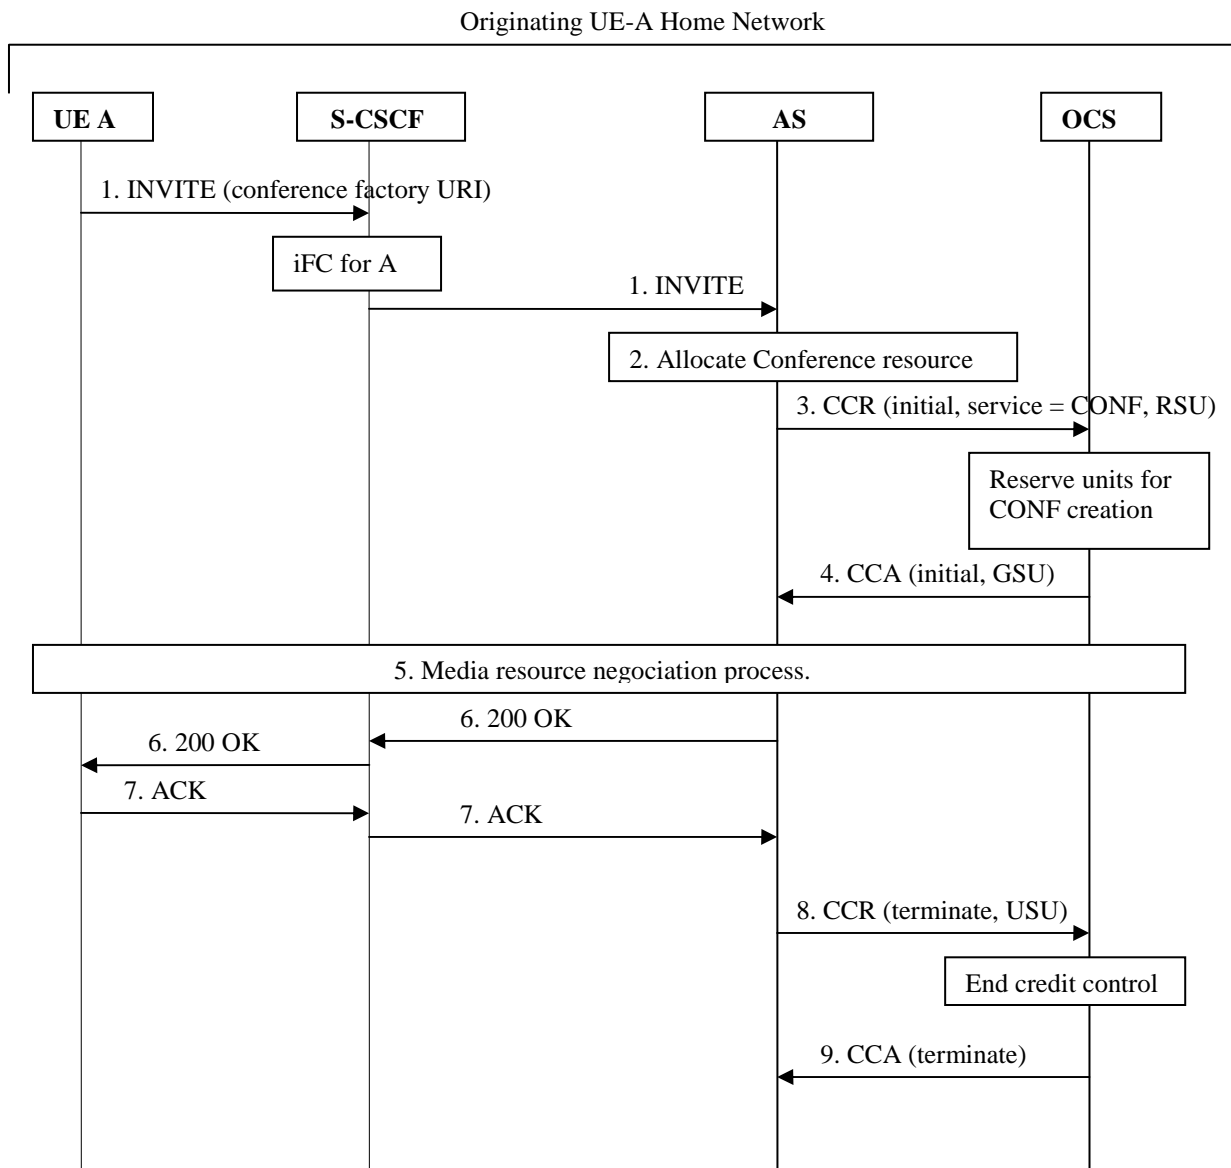 Originating UE-A Home Network
UE A
S-CSCF
AS
OCS
1. INVITE (conference factory URI)
iFC for A
1. INVITE
2. Allocate Conference resource
3. CCR (initial, service = CONF, RSU)
Reserve units for
CONF creation
4. CCA (initial, GSU)
5. Media resource negociation process.
6. 200 OK
6. 200 OK
7. ACK
7. ACK
8. CCR (terminate, USU)
End credit control
9. CCA (terminate)